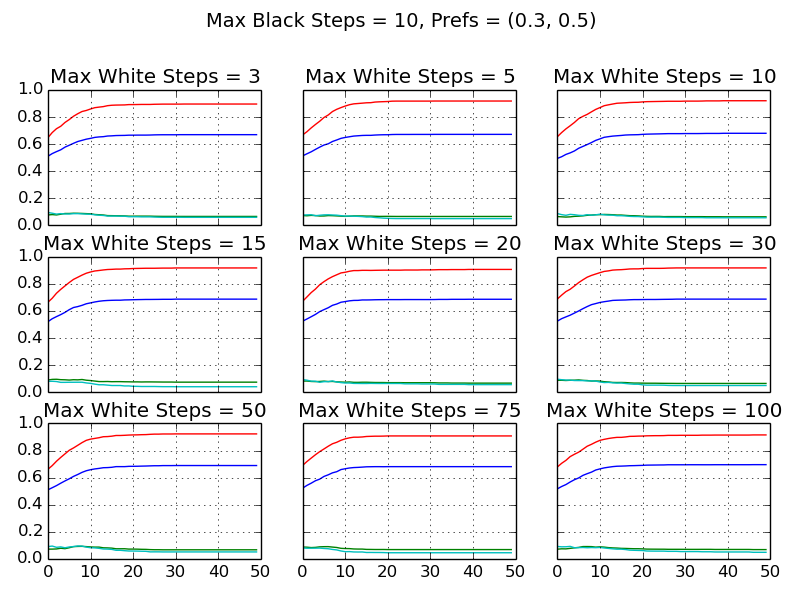 Max Black Steps = 10, Prefs = (0.3, 0.5)
Max White Steps = 3
Max White Steps = 5
Max White Steps = 10
1.0
0.8
0.6
0.4
0.2
0.0
Max White Steps = 15
Max White Steps = 20
Max White Steps = 30
1.0
0.8
0.6
0.4
0.2
0.0
Max White Steps = 50
Max White Steps = 75
Max White Steps = 100
1.0
0.8
0.6
0.4
0.2
0.0
0 10 20 30 40 50
0 10 20 30 40 50
0 10 20 30 40 50